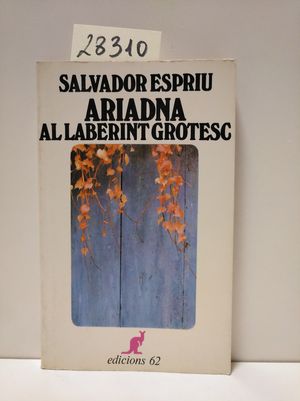 28310
SALVADOR ESPRIU
ARIADNA
AL LABERINT GROTESC
edicions 62